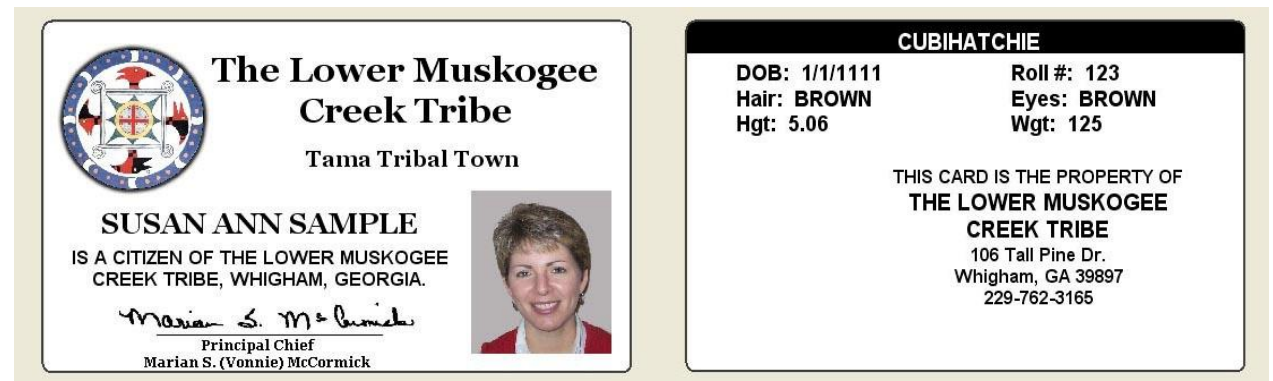 The Lower Muskogee
Creek Tribe
Tama Tribal Town
SUSAN ANN SAMPLE
IS A CITIZEN OF THE LOWER MUSKOGEE
CREEK TRIBE, WHIGHAM, GEORGIA.
Marian S. McCormick
Principal Chief
Marian S. (Vonnie) McCormick
CUBIHATCHIE
DOB: 1/1/1111 Roll #: 123
Hair: BROWN Eyes: BROWN
Hgt: 5.06 Wgt: 125
THIS CARD IS THE PROPERTY OF
THE LOWER MUSKOGEE
CREEK TRIBE
106 Tall Pine Dr.
Whigham, GA 39897
229-762-3165